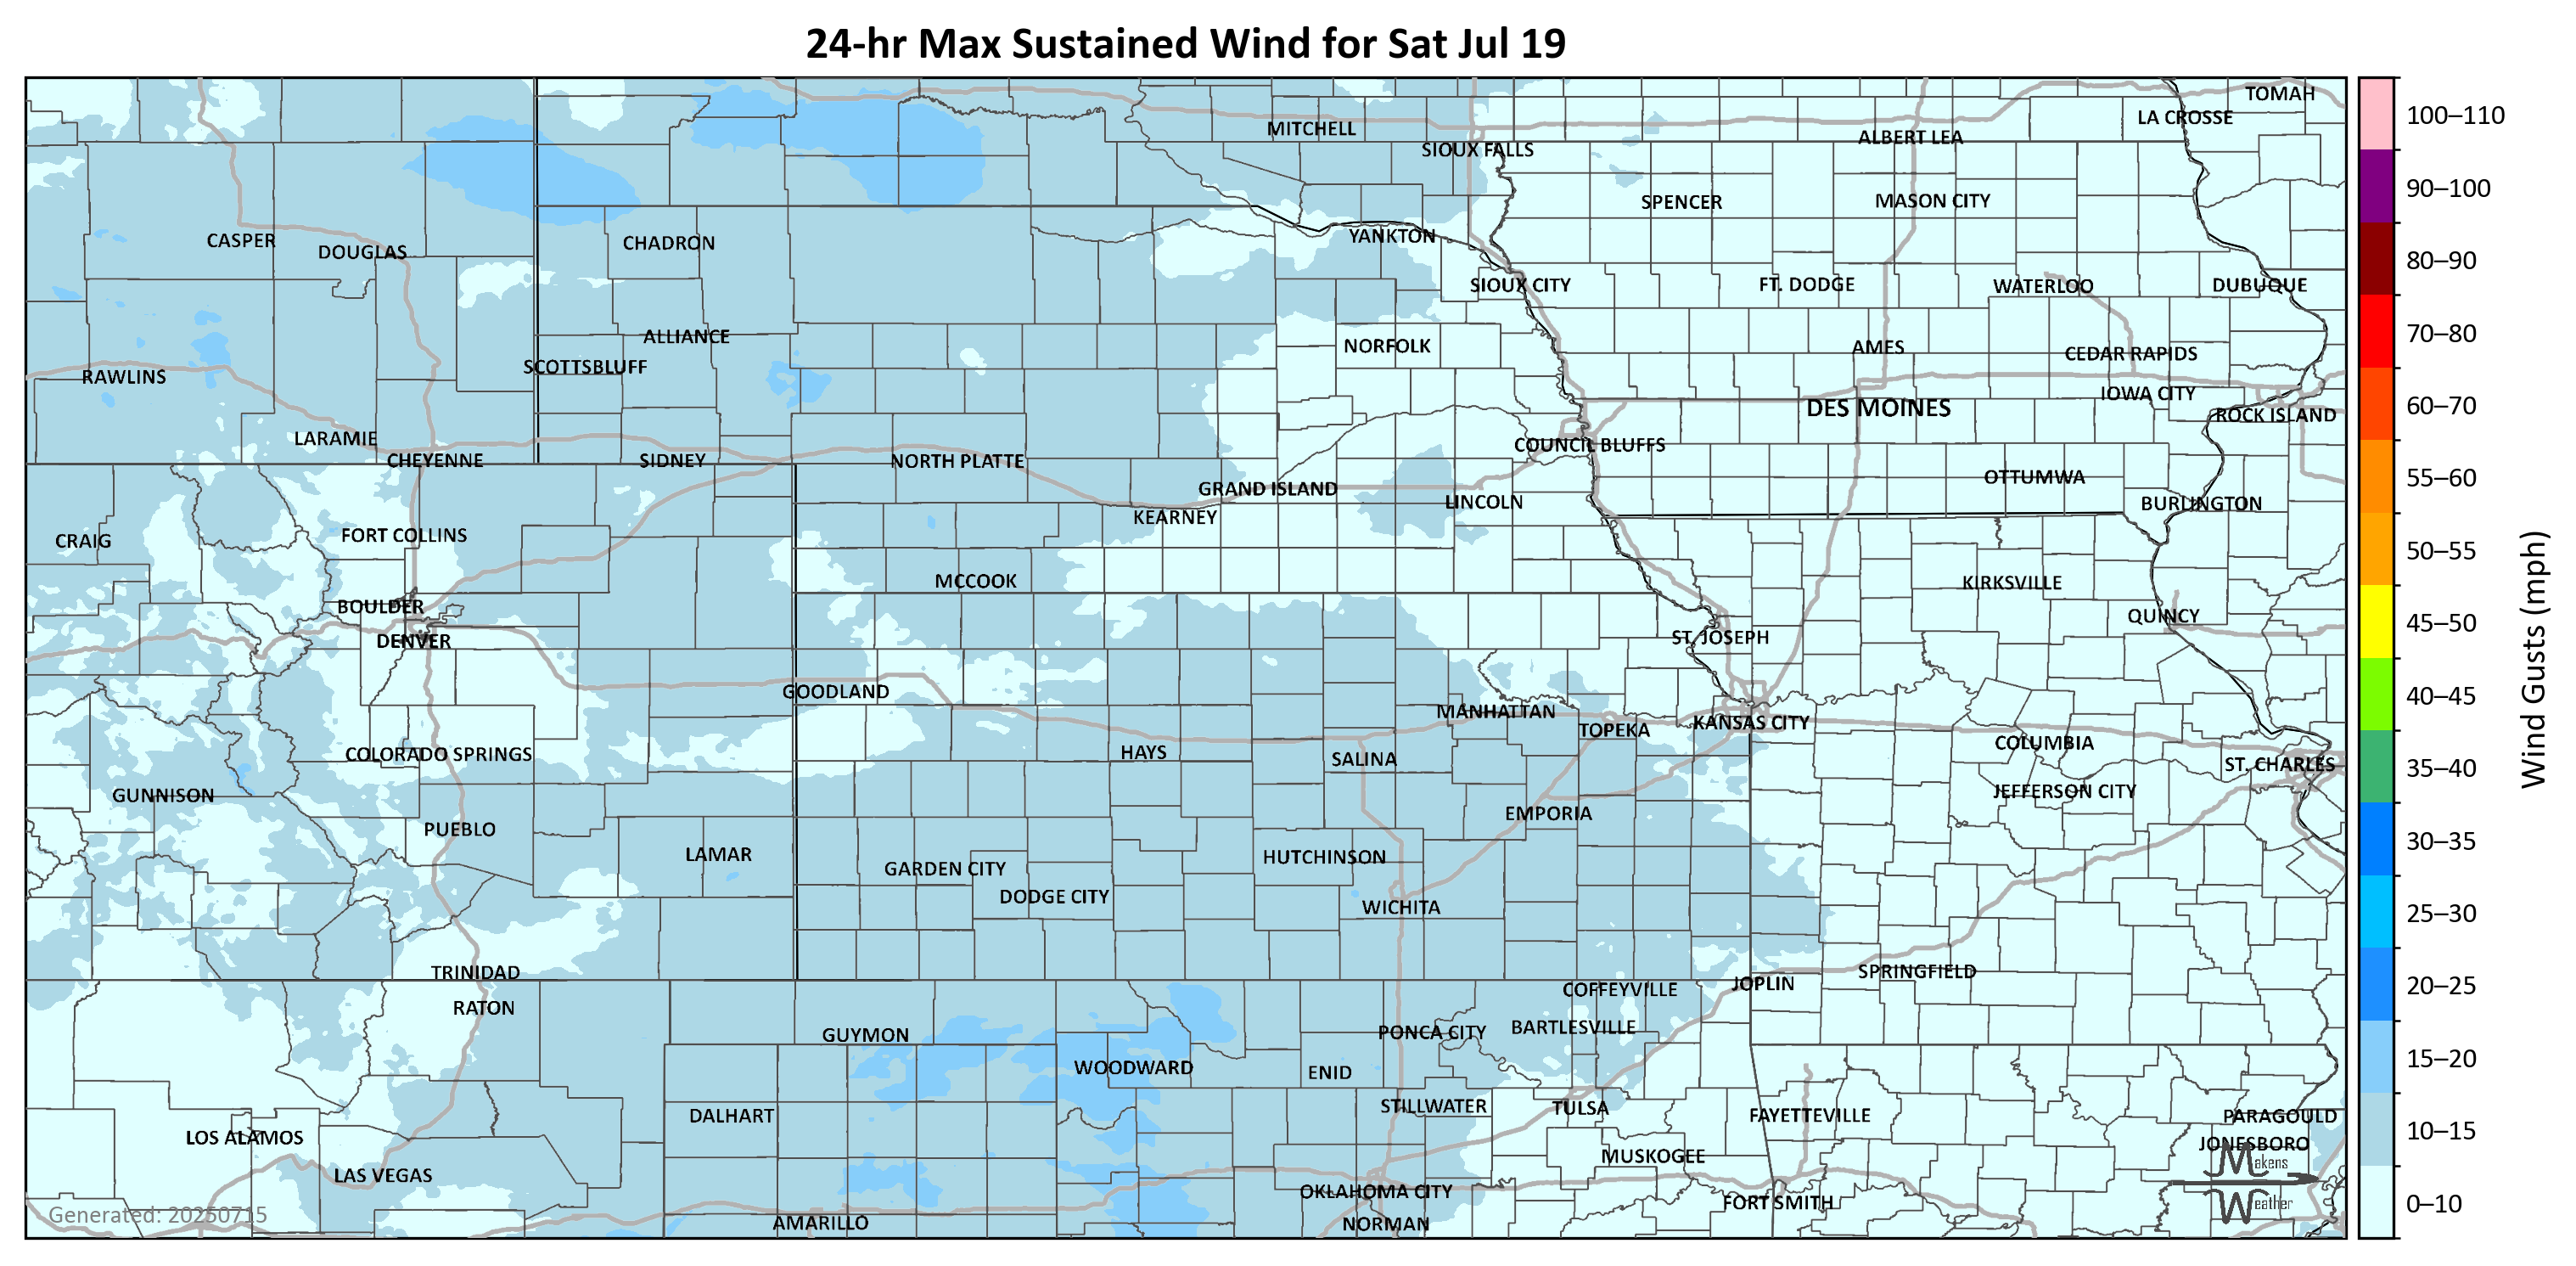 24-hr Max Sustained Wind for Sat Jul 19
TOMAH
LA CROSSE
MITCHELL
ALBERT LEA
SIOUX FALLS
SPENCER
MASON CITY
CASPER
DOUGLAS
CHADRON
YANKTON
SIOUX CITY
FT. DODGE
WATERLOO
DUBUQUE
ALLIANCE
NORFOLK
AMES
CEDAR RAPIDS
SCOTTSBLUFF
RAWLINS
IOWA CITY
DES MOINES
ROCK ISLAND
LARAMIE
COUNCIL BLUFFS
CHEYENNE
SIDNEY
NORTH PLATTE
OTTUMWA
GRAND ISLAND
LINCOLN
BURLINGTON
KEARNEY
FORT COLLINS
CRAIG
MCCOOK
KIRKSVILLE
BOULDER
QUINCY
DENVER
ST. JOSEPH
GOODLAND
MANHATTAN
TOPEKA
KANSAS CITY
COLUMBIA
COLORADO SPRINGS
HAYS
SALINA
ST. CHARLES
GUNNISON
JEFFERSON CITY
EMPORIA
PUEBLO
LAMAR
HUTCHINSON
GARDEN CITY
DODGE CITY
WICHITA
TRINIDAD
SPRINGFIELD
JOPLIN
COFFEYVILLE
RATON
GUYMON
PONCA CITY
BARTLESVILLE
WOODWARD
ENID
STILLWATER
TULSA
DALHART
FAYETTEVILLE
PARAGOULD
LOS ALAMOS
JONESBORO
MUSKOGEE
LAS VEGAS
OKLAHOMA CITY
FORT SMITH
AMARILLO
NORMAN
Makens
Weather
Generated: 20250715
100–110
90–100
80–90
70–80
60–70
55–60
50–55
45–50
40–45
35–40
30–35
25–30
20–25
15–20
10–15
0–10
Wind Gusts (mph)